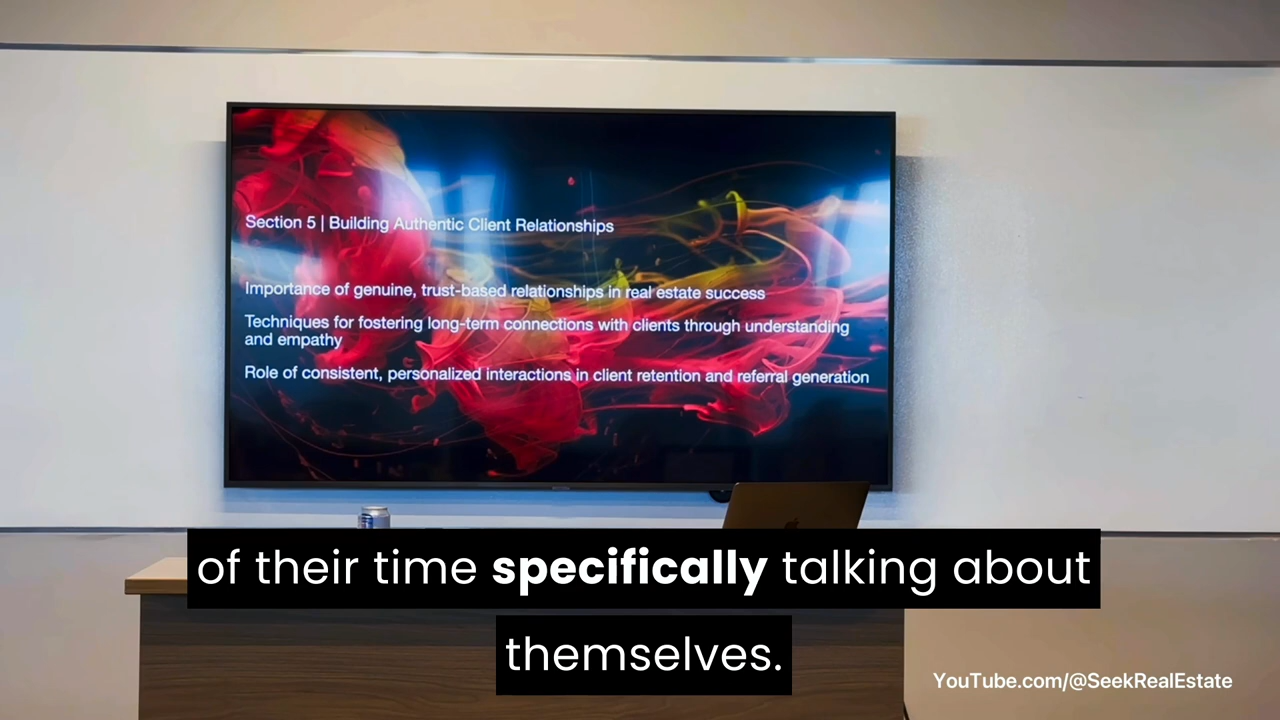 Section 5 | Building Authentic Client Relationships
Importance of genuine, trust-based relationships in real estate success
Techniques for fostering long-term connections with clients through understanding
and empathy
Role of consistent, personalized interactions in client retention and referral generation
of their time specifically talking about
themselves.
YouTube.com/@SeekRealEstate